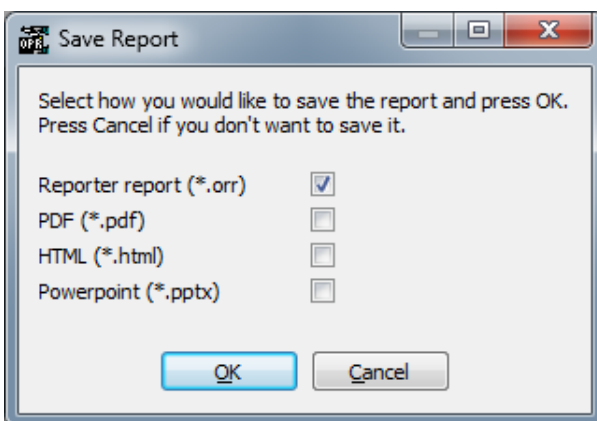 OPR Save Report
Select how you would like to save the report and press OK.
Press Cancel if you don't want to save it.
Reporter report (*.orr)
PDF (*.pdf)
HTML (*.html)
Powerpoint (*.pptx)
OK Cancel